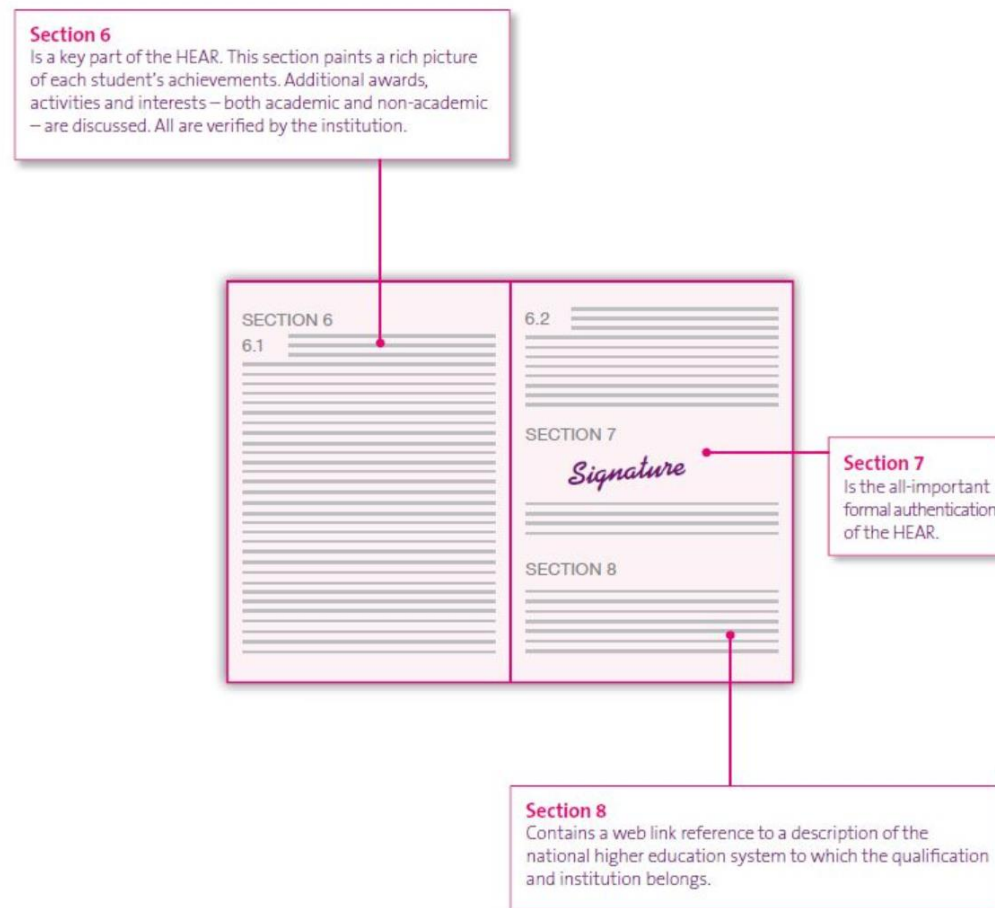 Section 6
Is a key part of the HEAR. This section paints a rich picture
of each student's achievements. Additional awards,
activities and interests – both academic and non-academic
– are discussed. All are verified by the institution.
SECTION 6
6.1
6.2
SECTION 7
Signature
Section 7
Is the all-important
formal authentication
of the HEAR.
SECTION 8
Section 8
Contains a web link reference to a description of the
national higher education system to which the qualification
and institution belongs.